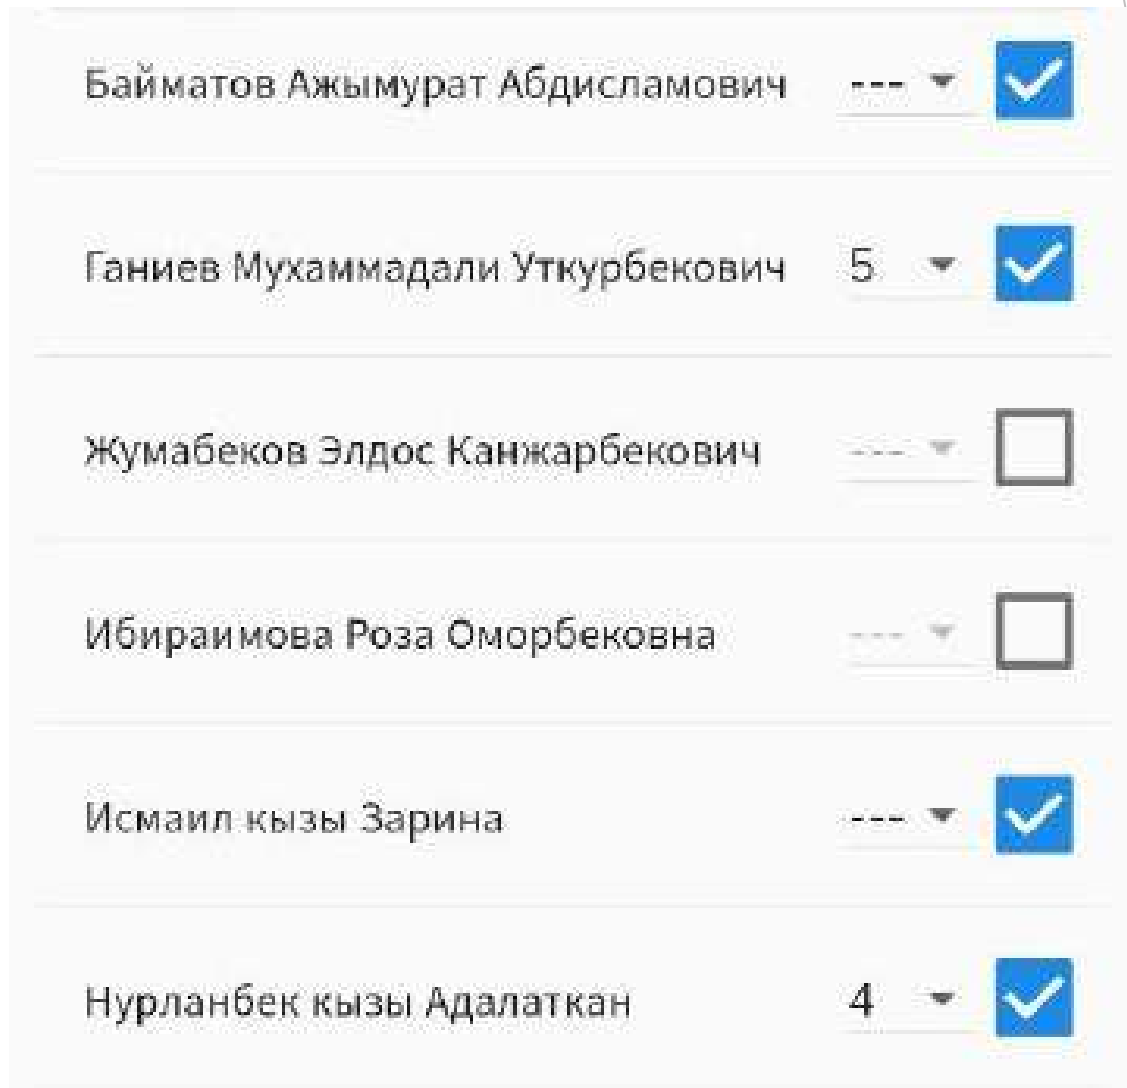 Байматов Ажымурат Абдисламович ---
Ганиев Мухаммадали Уткурбекович 5
Жумабеков Элдос Канжарбекович ---
Ибираимова Роза Оморбековна ---
Исмаил кызы Зарина ---
Нурланбек кызы Адалаткан 4